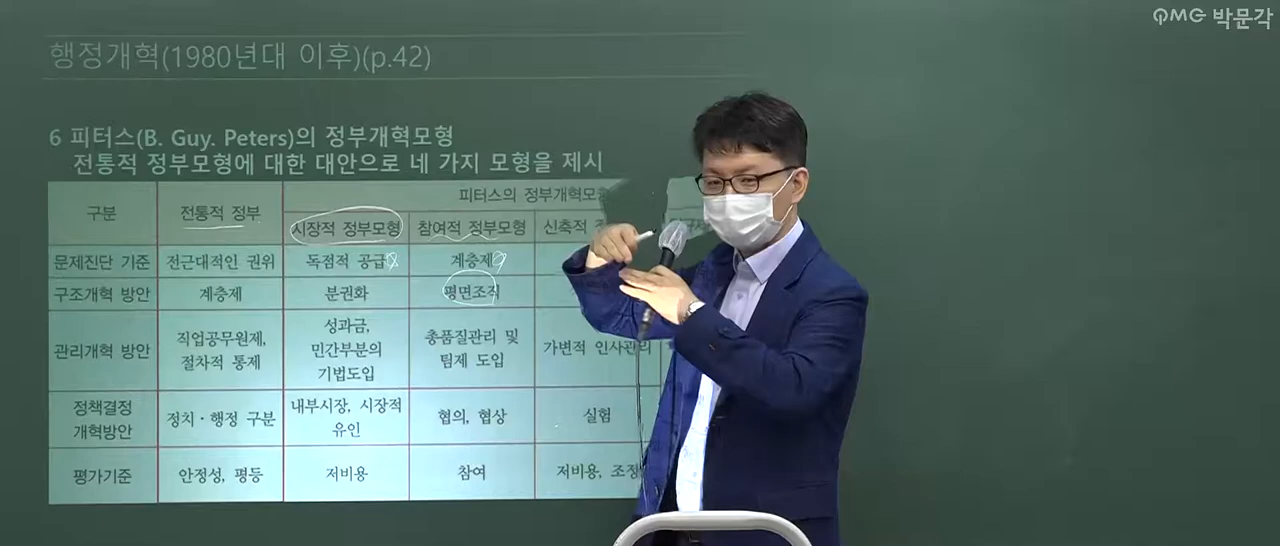 PMG 박문각
행정개혁(1980년대 이후)(p.42)
6 피터스(B. Guy. Peters)의 정부개혁모형
전통적 정부모형에 대한 대안으로 네 가지 모형을 제시
구분 전통적 정부 피터스의 정부개혁모
시장적 정부모형 참여적 정부모형 신축적
문제진단 기준 전근대적인 권위 독점적 공급 계층제
구조개혁 방안 계층제 분권화 평면조직
관리개혁 방안 직업공무원제, 절차적 통제 성과금, 민간부분의 기법도입 총품질관리 및 팀제 도입 가변적 인사관리
정책결정 개혁방안 정치·행정 구분 내부시장, 시장적 유인 협의, 협상 실험
평가기준 안정성, 평등 저비용 참여 저비용, 조정